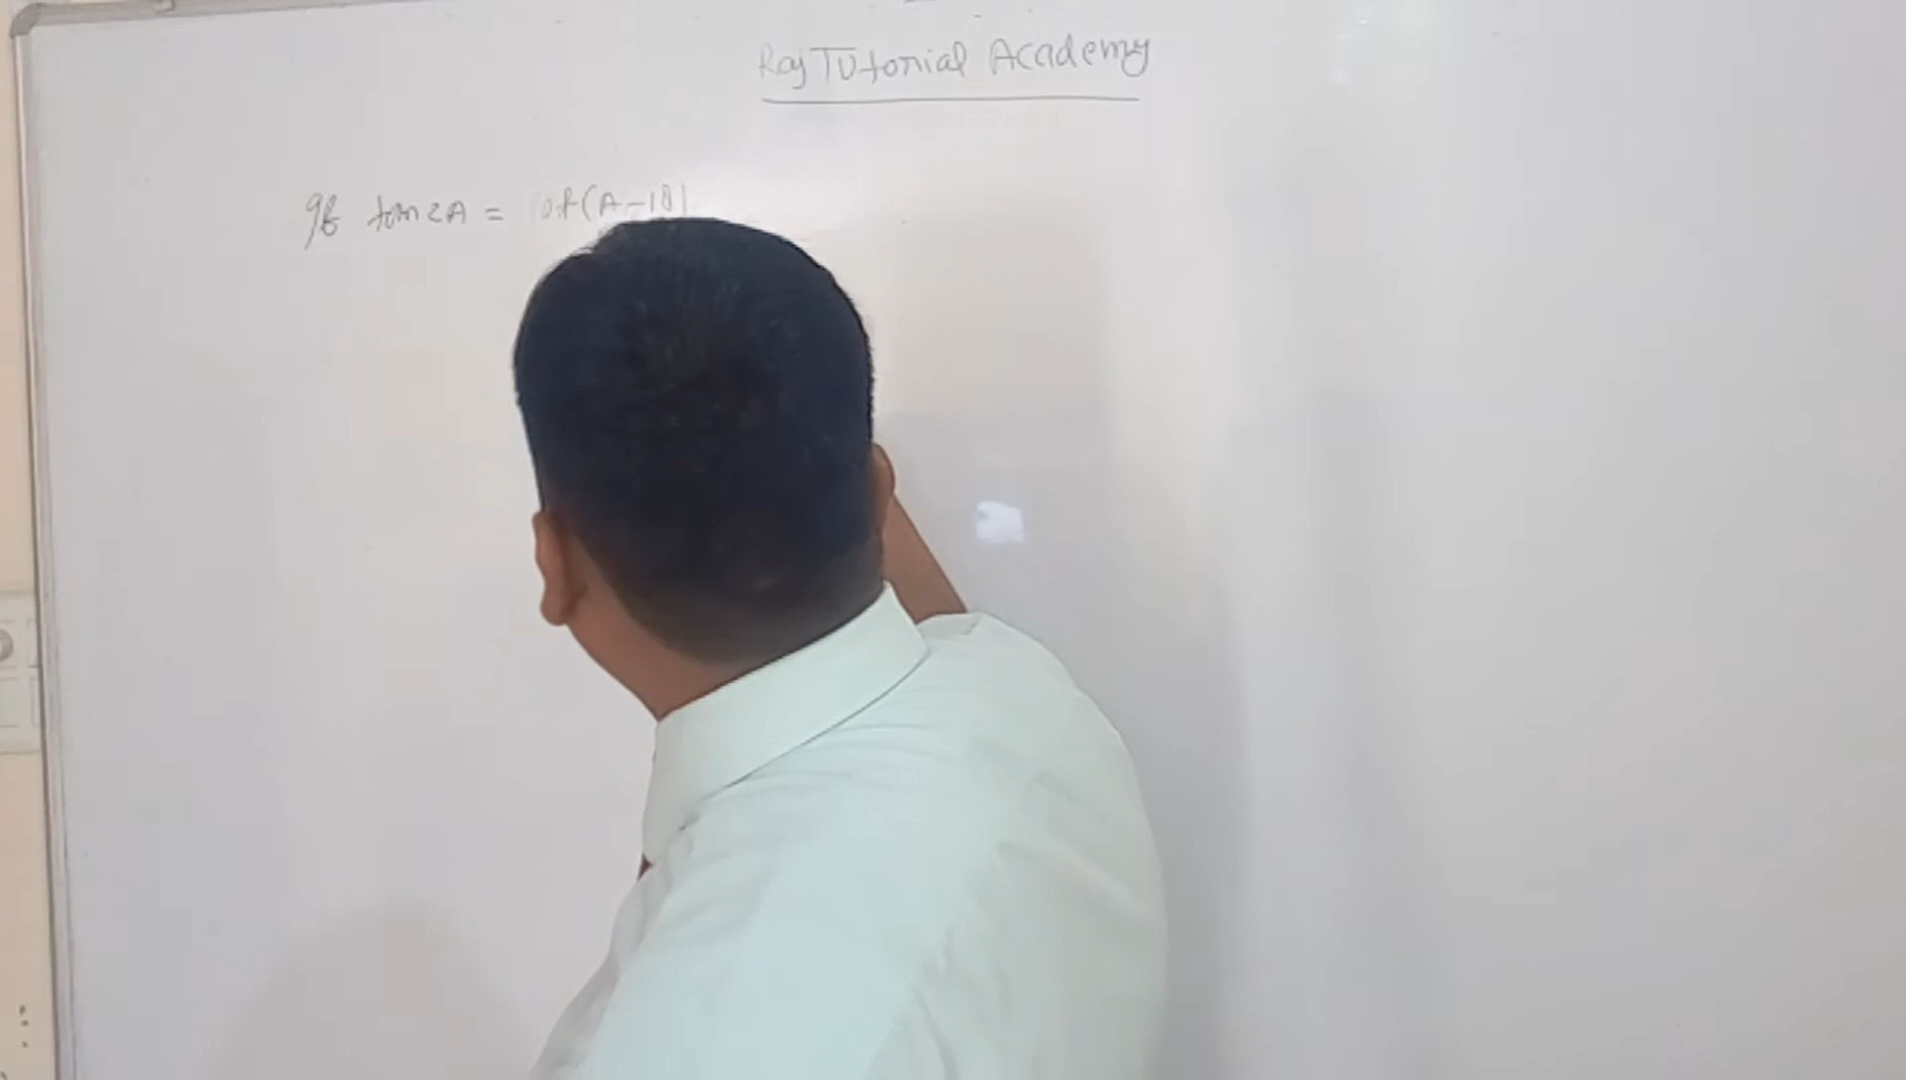 Raj Tutorial Academy
If tan2A = cot(A-18)